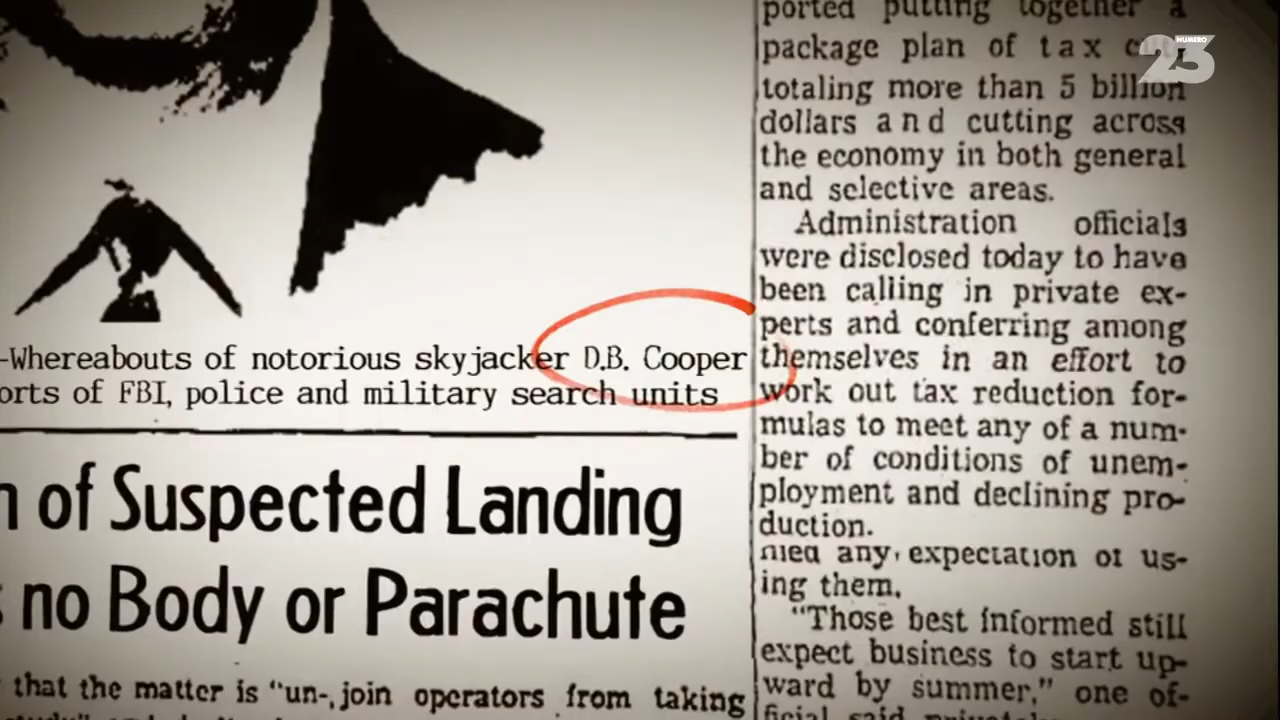 NUMERO
23
-Whereabouts of notorious skyjacker D.B. Cooper
orts of FBI, police and military search units
n of Suspected Landing
no Body or Parachute
that the matter is "un-, join operators from taking
ported putting together a
package plan of tax
totaling more than 5 billion
dollars and cutting across
the economy in both general
and selective areas.
Administration officials
were disclosed today to have
been calling in private ex-
perts and conferring among
themselves in an effort to
work out tax reduction for-
mulas to meet any of a num-
ber of conditions of unem-
ployment and declining pro-
duction.
any, expectation of us-
ing them.
"Those best informed still
expect business to start up-
ward by summer," one of-
ficial said